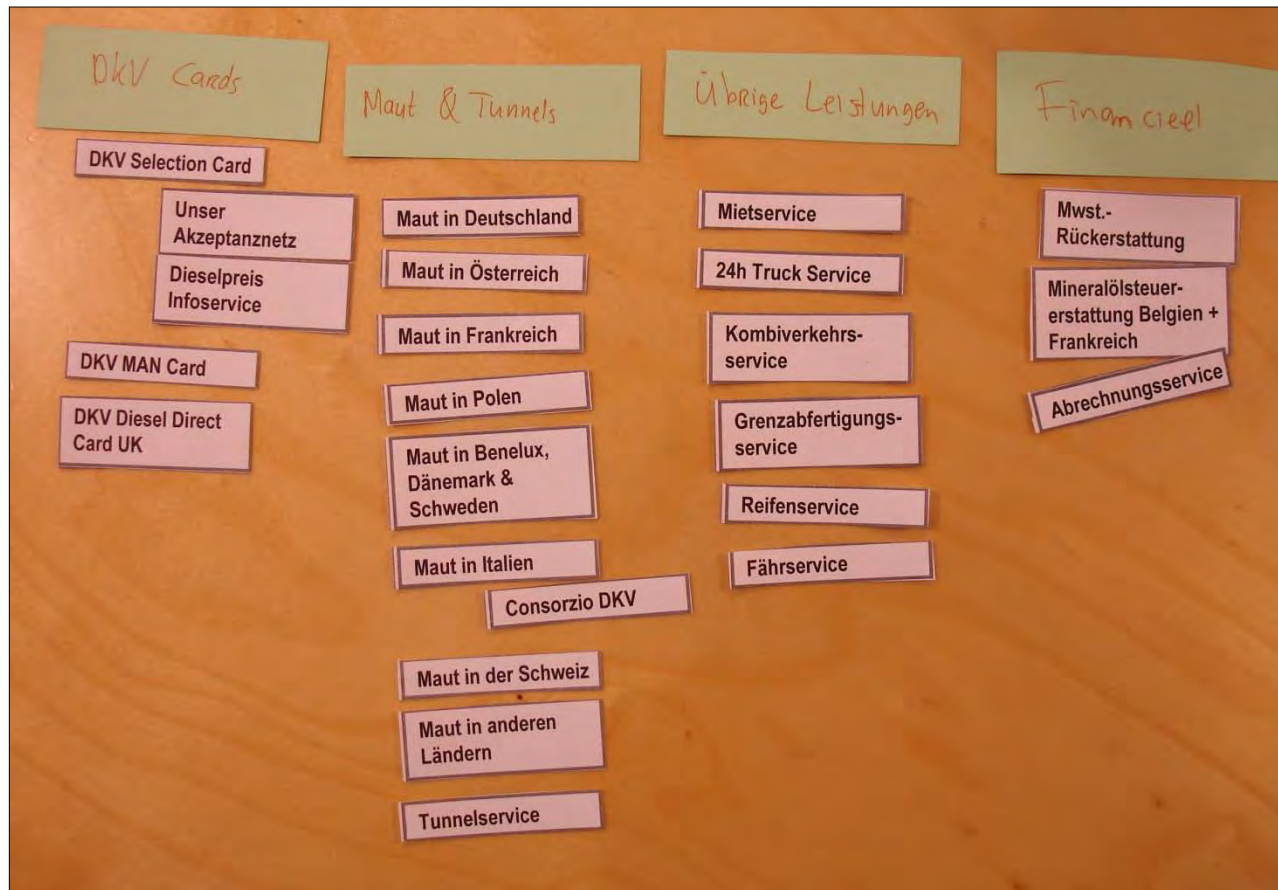 DKV Cards
DKV Selection Card
Unser
Akzeptanznetz
Dieselpreis
Infoservice
DKV MAN Card
DKV Diesel Direct
Card UK
Maut & Tunnels
Maut in Deutschland
Maut in Österreich
Maut in Frankreich
Maut in Polen
Maut in Benelux,
Dänemark &
Schweden
Maut in Italien
Consorzio DKV
Maut in der Schweiz
Maut in anderen
Ländern
Tunnelservice
Übrige Leistungen
Mietservice
24h Truck Service
Kombiverkehrs-
service
Grenzabfertigungs-
service
Reifenservice
Fährservice
Financieel
Mwst.-
Rückerstattung
Mineralölsteuer-
erstattung Belgien +
Frankreich
Abrechnungsservice